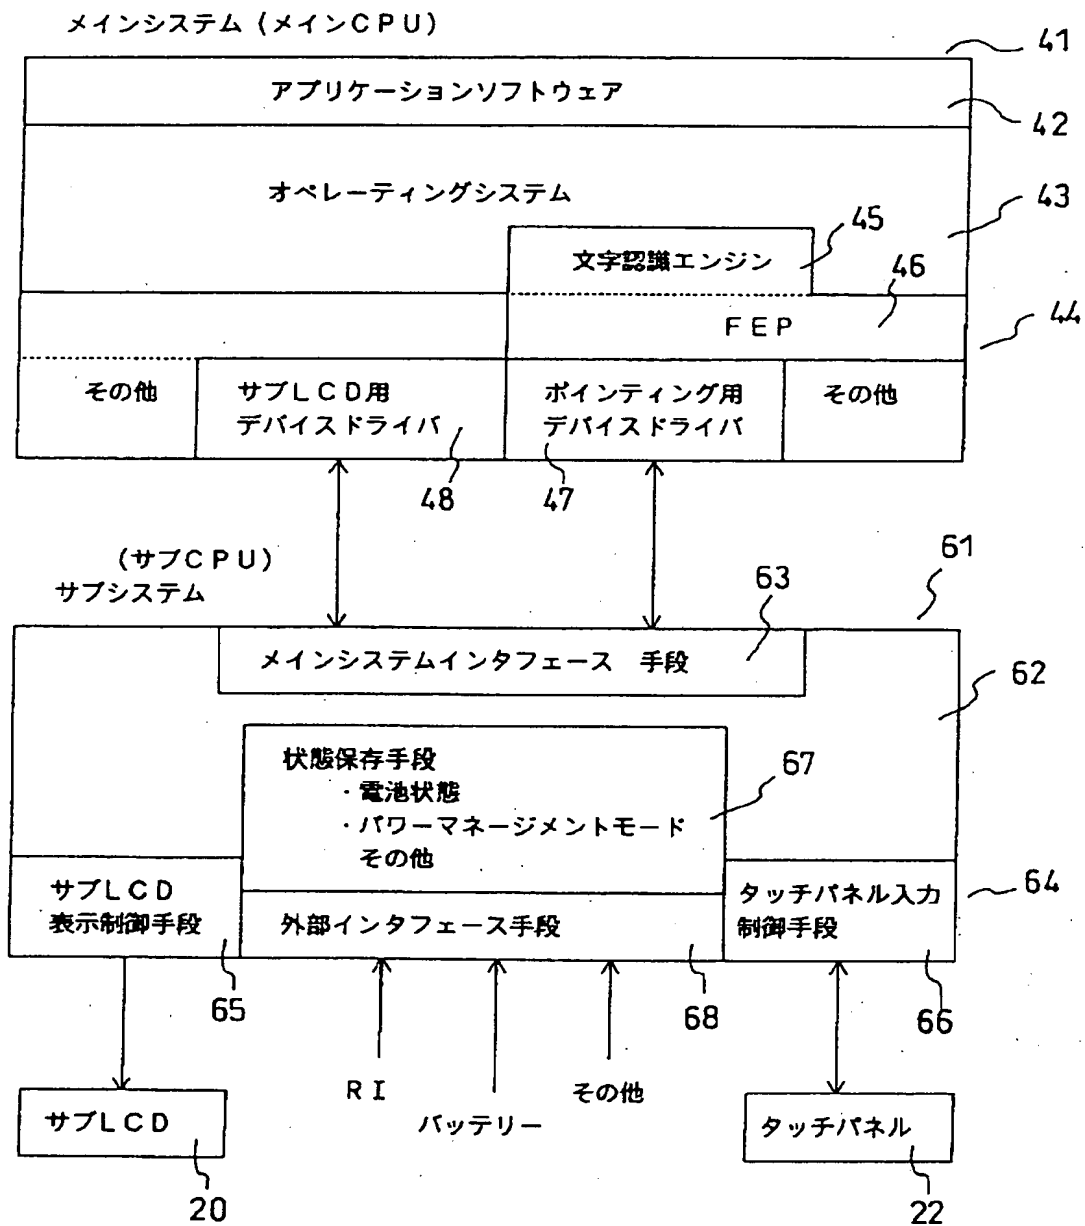 メインシステム（メインCPU）
41
アプリケーションソフトウェア
42
オペレーティングシステム
43
45
文字認識エンジン
46
FEP
44
その他
サブLCD用
デバイスドライバ
ポインティング用
デバイスドライバ
その他
48
47
（サブCPU）
サブシステム
61
63
メインシステムインタフェース 手段
62
状態保存手段
・電池状態
・パワーマネージメントモード
その他
67
サブLCD
表示制御手段
外部インタフェース手段
タッチパネル入力
制御手段
64
65
68
66
RI
バッテリー
その他
サブLCD
タッチパネル
20
22